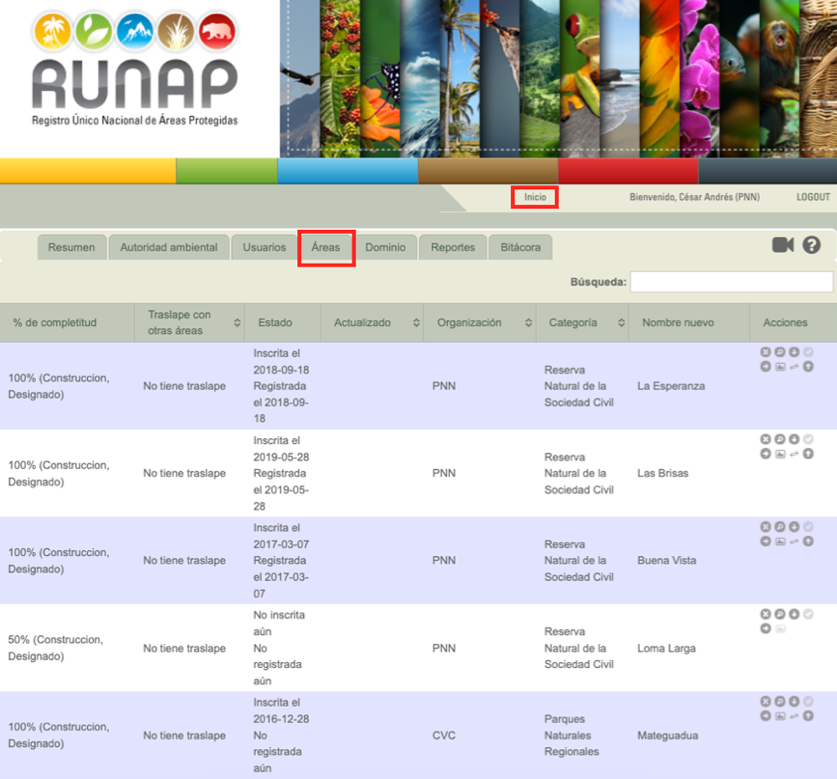 RUNAP
Registro Único Nacional de Áreas Protegidas
Inicio
Bienvenido, César Andrés (PNN)
LOGOUT
Resumen
Autoridad ambiental
Usuarios
Áreas
Dominio
Reportes
Bitácora
Búsqueda:
% de completitud
Traslape con
otras áreas
Estado
Actualizado
Organización
Categoría
Nombre nuevo
Acciones
100% (Construccion,
Designado)
No tiene traslape
Inscrita el
2018-09-18
Registrada
el 2018-09-
18
PNN
Reserva
Natural de la
Sociedad Civil
La Esperanza
100% (Construccion,
Designado)
No tiene traslape
Inscrita el
2019-05-28
Registrada
el 2019-05-
28
PNN
Reserva
Natural de la
Sociedad Civil
Las Brisas
100% (Construccion,
Designado)
No tiene traslape
Inscrita el
2017-03-07
Registrada
el 2017-03-
07
PNN
Reserva
Natural de la
Sociedad Civil
Buena Vista
50% (Construccion,
Designado)
No tiene traslape
No inscrita
aún
No
registrada
aún
PNN
Reserva
Natural de la
Sociedad Civil
Loma Larga
100% (Construccion,
Designado)
No tiene traslape
Inscrita el
2016-12-28
No
registrada
aún
CVC
Parques
Naturales
Regionales
Mateguadua